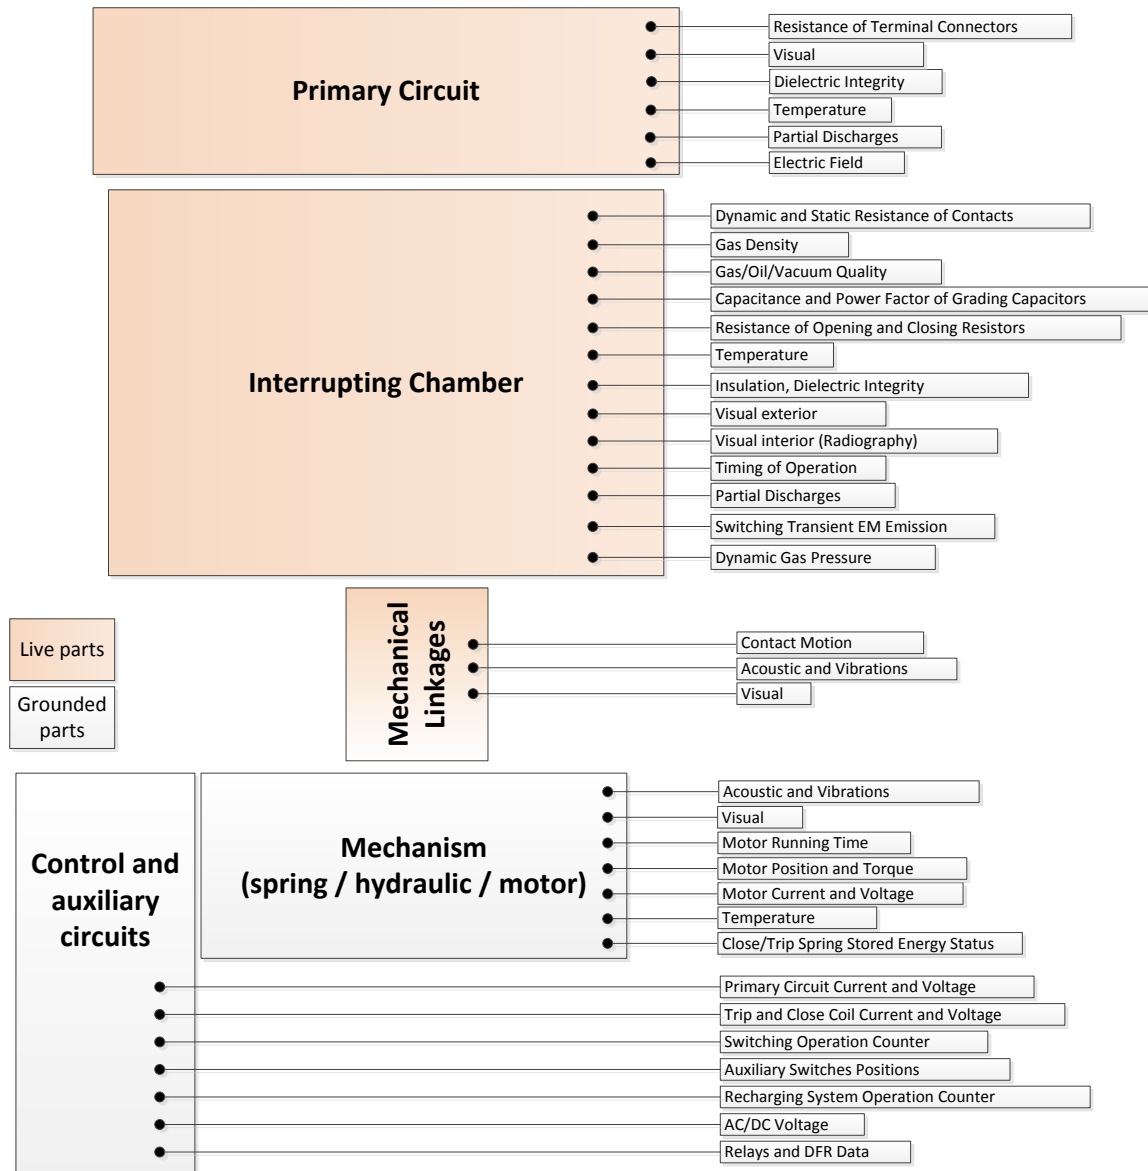 Primary Circuit
Resistance of Terminal Connectors
Visual
Dielectric Integrity
Temperature
Partial Discharges
Electric Field
Interrupting Chamber
Dynamic and Static Resistance of Contacts
Gas Density
Gas/Oil/Vacuum Quality
Capacitance and Power Factor of Grading Capacitors
Resistance of Opening and Closing Resistors
Temperature
Insulation, Dielectric Integrity
Visual exterior
Visual interior (Radiography)
Timing of Operation
Partial Discharges
Switching Transient EM Emission
Dynamic Gas Pressure
Live parts
Grounded
parts
Mechanical
Linkages
Contact Motion
Acoustic and Vibrations
Visual
Mechanism
(spring / hydraulic / motor)
Acoustic and Vibrations
Visual
Motor Running Time
Motor Position and Torque
Motor Current and Voltage
Temperature
Close/Trip Spring Stored Energy Status
Control and
auxiliary
circuits
Primary Circuit Current and Voltage
Trip and Close Coil Current and Voltage
Switching Operation Counter
Auxiliary Switches Positions
Recharging System Operation Counter
AC/DC Voltage
Relays and DFR Data